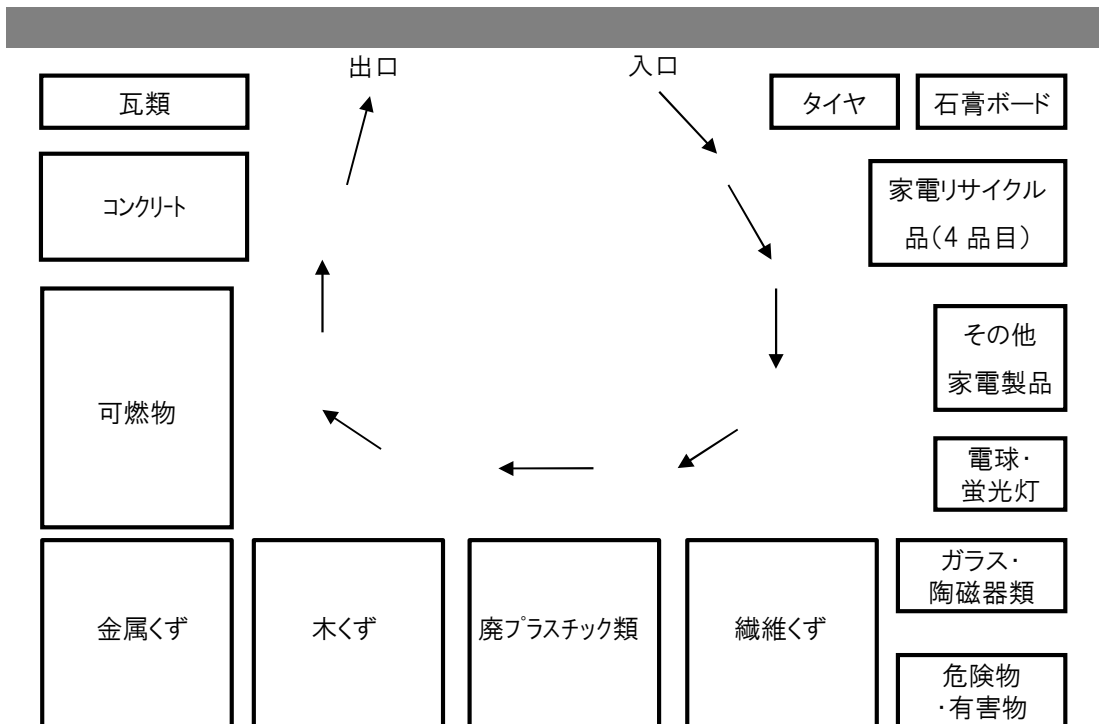 出口
入口
瓦類
タイヤ
石膏ボード
コンクリート
家電リサイクル
品(4品目)
可燃物
その他
家電製品
電球・
蛍光灯
ガラス・
陶磁器類
金属くず
木くず
廃プラスチック類
繊維くず
危険物
・有害物